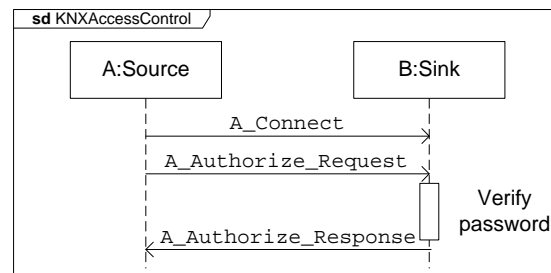 sd KNXAccessControl
A:Source
B:Sink
A_Connect
A_Authorize_Request
Verify
password
A_Authorize_Response